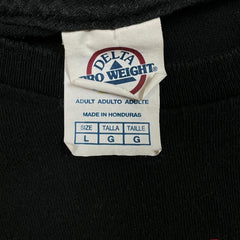 DELTA
PRO WEIGHT®
ADULT ADULTO ADULTE
MADE IN HONDURAS
SIZE TALLA TAILLE
L G G